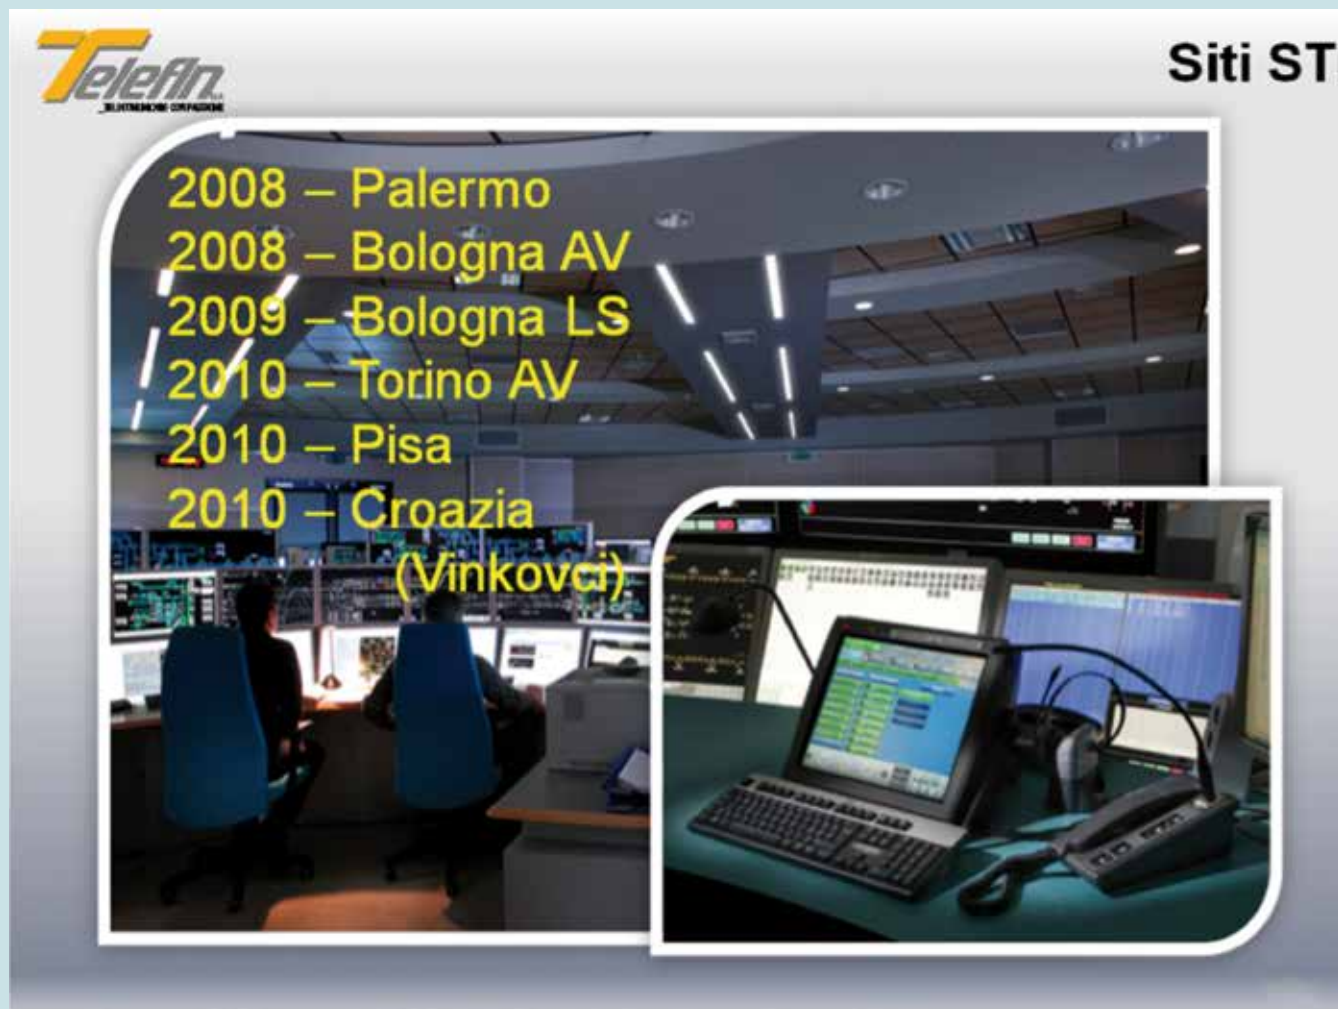 Telefin
Siti ST
2008 – Palermo
2008 – Bologna AV
2009 – Bologna LS
2010 – Torino AV
2010 – Pisa
2010 – Croazia
(Vinkovci)